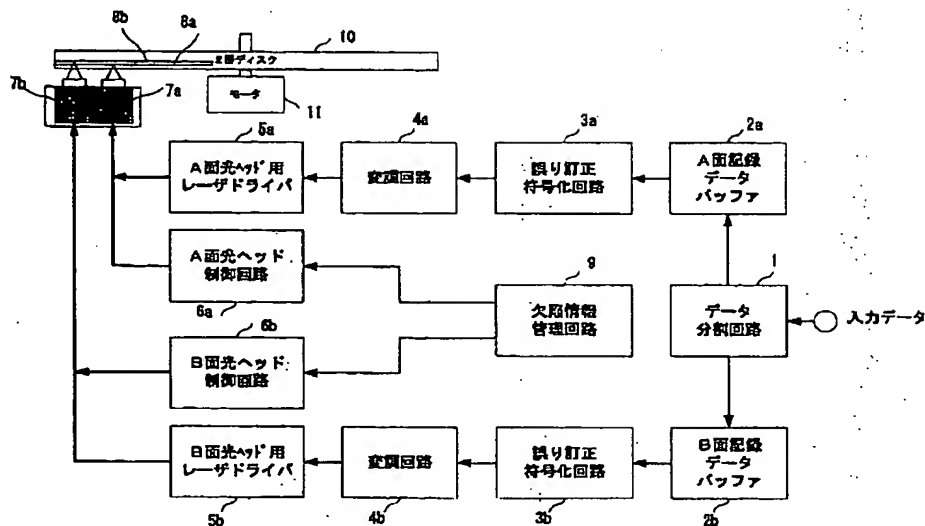 8b
8a
10
2層ディスク
7b
7a
モータ
11
5a
4a
3a
2a
A面光ヘッド用
レーザドライバ
変調回路
誤り訂正
符号化回路
A面記録
データ
バッファ
A面光ヘッド
制御回路
6a
9
欠陥情報
管理回路
1
データ
分割回路
入力データ
6b
B面光ヘッド
制御回路
B面光ヘッド用
レーザドライバ
変調回路
誤り訂正
符号化回路
B面記録
データ
バッファ
5b
4b
3b
2b